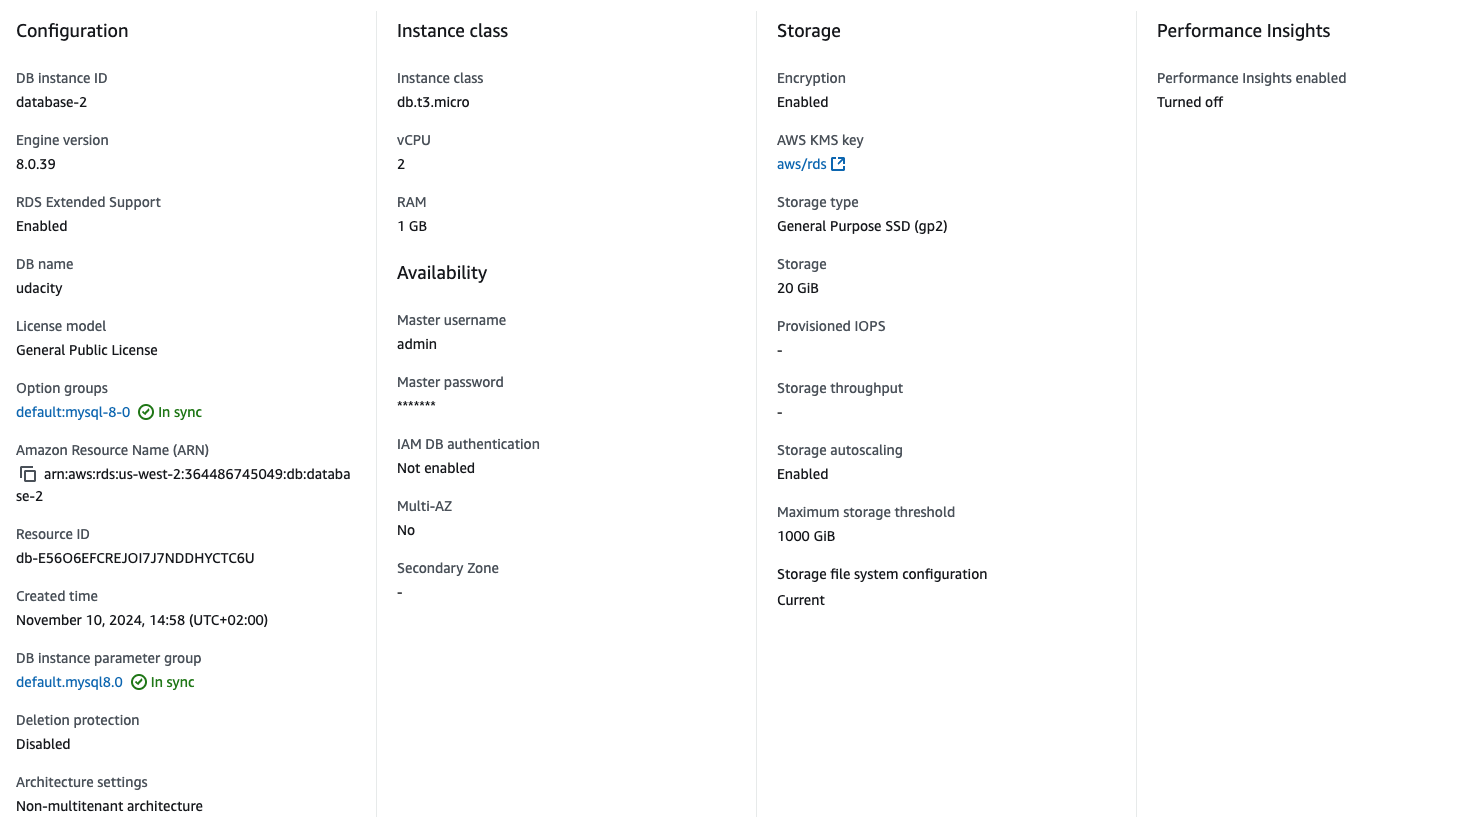 Configuration
DB instance ID
database-2
Engine version
8.0.39
RDS Extended Support
Enabled
DB name
udacity
License model
General Public License
Option groups
default:mysql-8-0 In sync
Amazon Resource Name (ARN)
arn:aws:rds:us-west-2:364486745049:db:databa
se-2
Resource ID
db-E56O6EFCREJOI7J7NDDHYCTC6U
Created time
November 10, 2024, 14:58 (UTC+02:00)
DB instance parameter group
default.mysql8.0 In sync
Deletion protection
Disabled
Architecture settings
Non-multitenant architecture
Instance class
Instance class
db.t3.micro
vCPU
2
RAM
1 GB
Availability
Master username
admin
Master password
*******
IAM DB authentication
Not enabled
Multi-AZ
No
Secondary Zone
-
Storage
Encryption
Enabled
AWS KMS key
aws/rds
Storage type
General Purpose SSD (gp2)
Storage
20 GiB
Provisioned IOPS
-
Storage throughput
-
Storage autoscaling
Enabled
Maximum storage threshold
1000 GiB
Storage file system configuration
Current
Performance Insights
Performance Insights enabled
Turned off